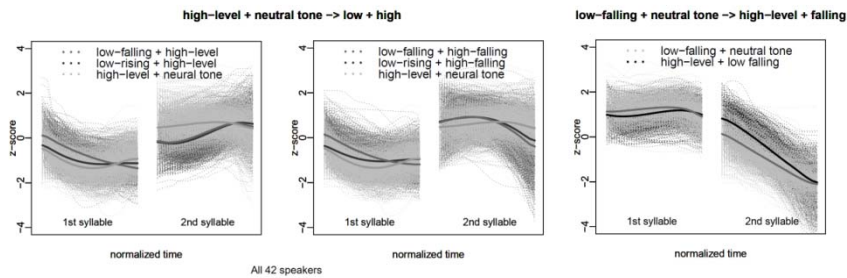 high-level + neutral tone -> low + high
low-falling + neutral tone -> high-level + falling
low-falling + high-level
low-rising + high-level
high-level + neural tone
z-score
4
2
0
-2
-4
1st syllable
2nd syllable
normalized time
low-falling + high-falling
low-rising + high-falling
high-level + neural tone
z-score
4
2
0
-2
-4
1st syllable
2nd syllable
normalized time
low-falling + neutral tone
high-level + low falling
z-score
4
2
0
-2
-4
1st syllable
2nd syllable
normalized time
All 42 speakers